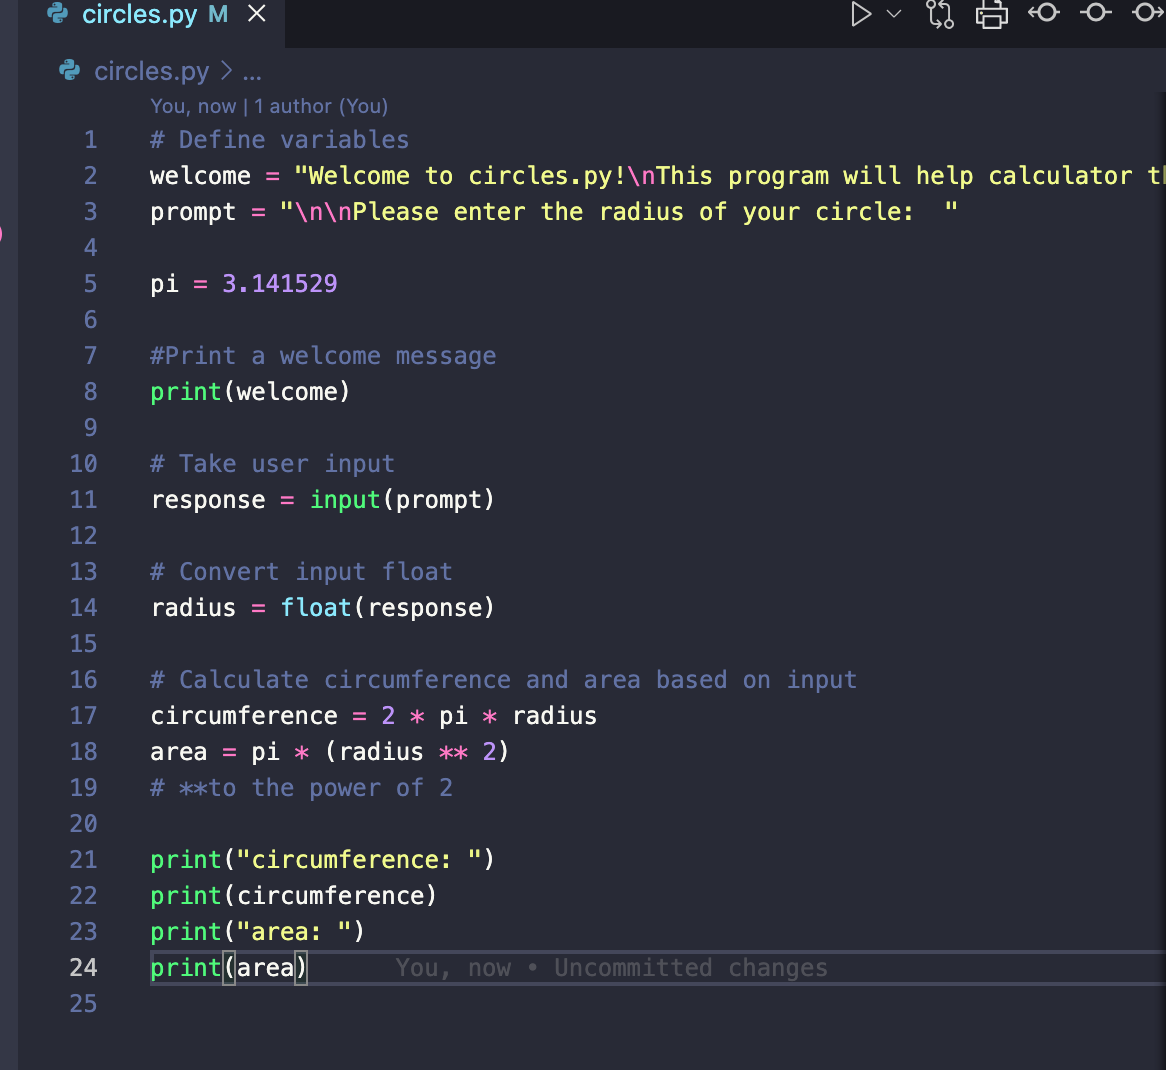 circles.py M
circles.py > ...
You, now | 1 author (You)
1 # Define variables
2 welcome = "Welcome to circles.py!\nThis program will help calculator
3 prompt = "\n\nPlease enter the radius of your circle:  "
4
5 pi = 3.141529
6
7 #Print a welcome message
8 print(welcome)
9
10 # Take user input
11 response = input(prompt)
12
13 # Convert input float
14 radius = float(response)
15
16 # Calculate circumference and area based on input
17 circumference = 2 * pi * radius
18 area = pi * (radius ** 2)
19 # **to the power of 2
20
21 print("circumference: ")
22 print(circumference)
23 print("area: ")
24 print(area) You, now • Uncommitted changes
25